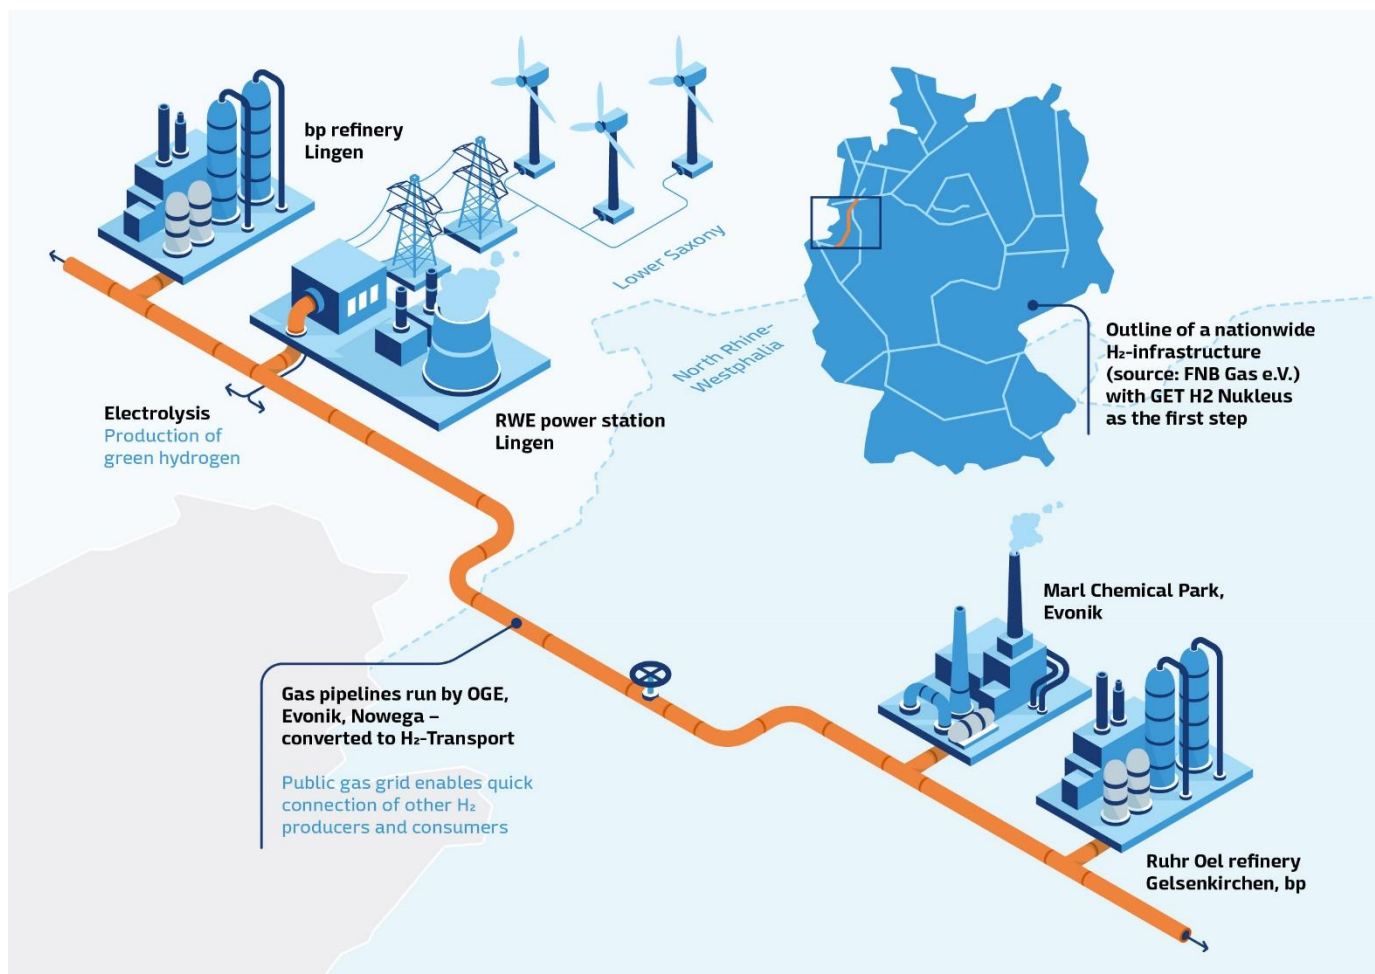 bp refinery
Lingen
Lower Saxony
North Rhine-
Westphalia
Outline of a nationwide
H₂-infrastructure
(source: FNB Gas e.V.)
with GET H2 Nukleus
as the first step
Electrolysis
Production of
green hydrogen
RWE power station
Lingen
Marl Chemical Park,
Evonik
Gas pipelines run by OGE,
Evonik, Nowega –
converted to H₂-Transport
Public gas grid enables quick
connection of other H₂
producers and consumers
Ruhr Oel refinery
Gelsenkirchen, bp